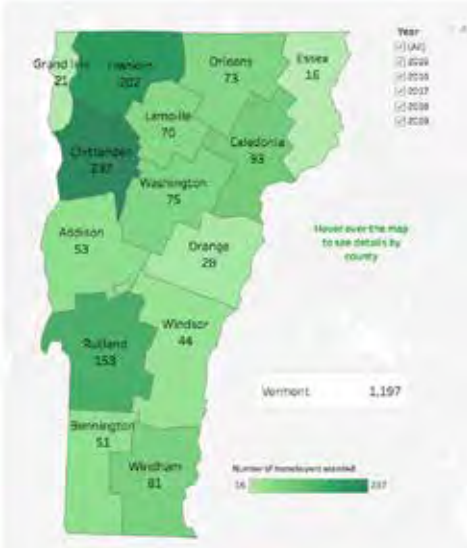 Grand Isle
21
Franklin
202
Orleans
73
Essex
16
Lamoille
70
Caledonia
93
Chittenden
237
Washington
75
Addison
53
Orange
28
Rutland
153
Windsor
44
Bennington
51
Windham
81
Year
(All)
2015
2016
2017
2018
2019
Hover over the map
to see details by
county
Vermont 1,197
Number of homebuyers assisted
16 237